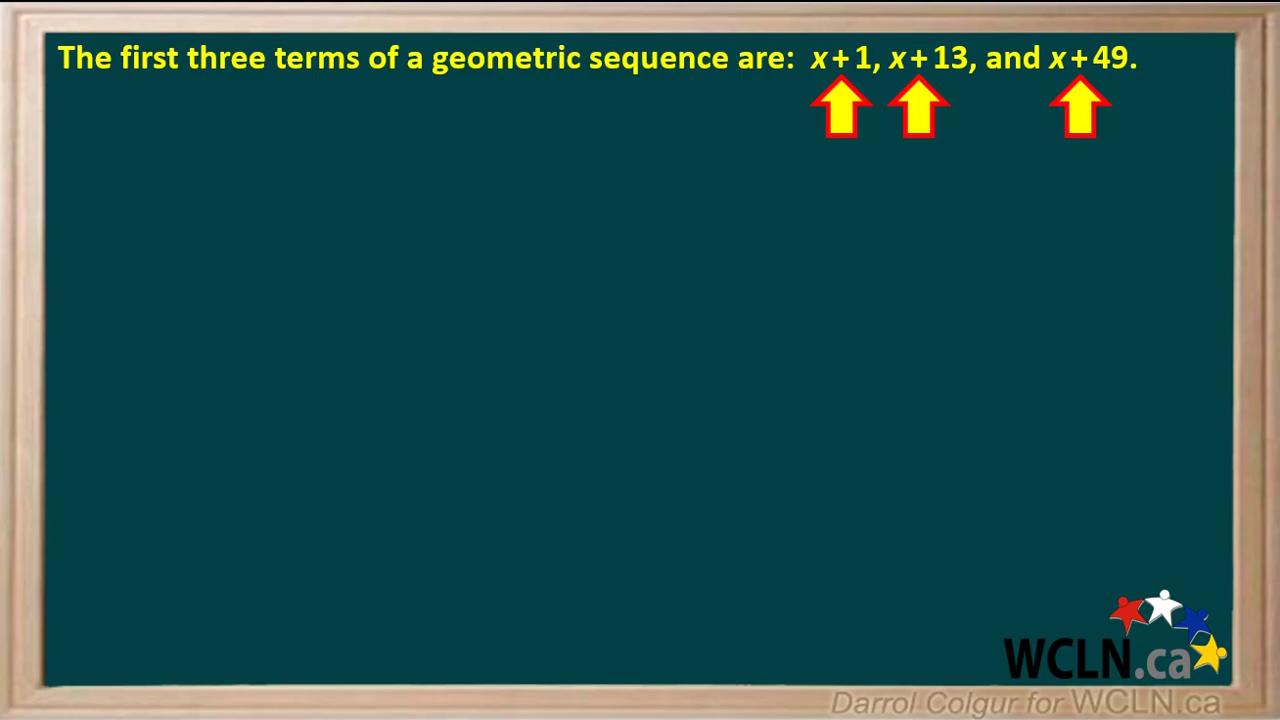 The first three terms of a geometric sequence are: x+1, x+13, and x+49.
WCLN.ca
Darrol Colgur for WCLN.ca